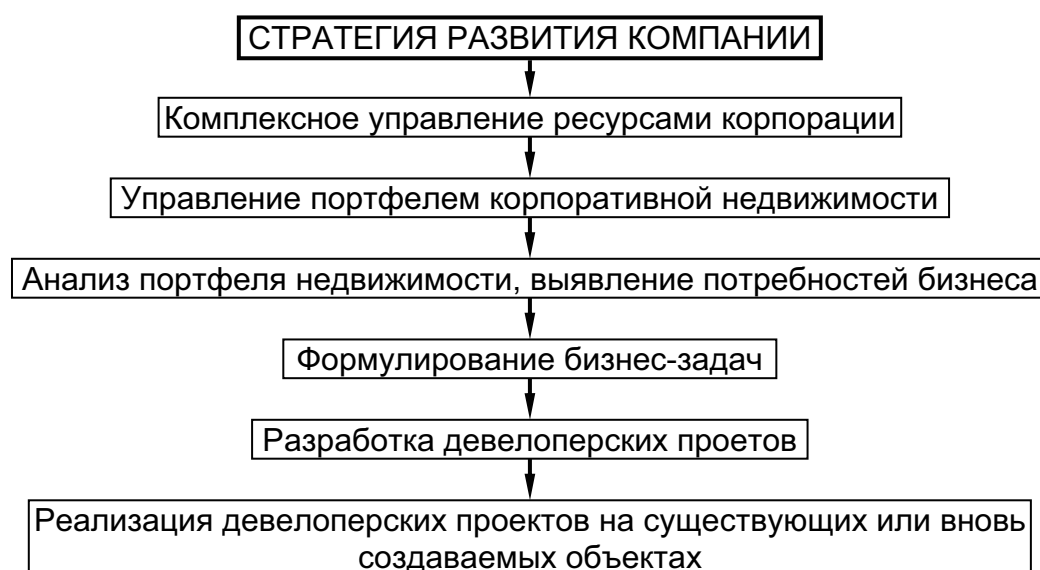 СТРАТЕГИЯ РАЗВИТИЯ КОМПАНИИ
Комплексное управление ресурсами корпорации
Управление портфелем корпоративной недвижимости
Анализ портфеля недвижимости, выявление потребностей бизнеса
Формулирование бизнес-задач
Разработка девелоперских проетов
Реализация девелоперских проектов на существующих или вновь
создаваемых объектах